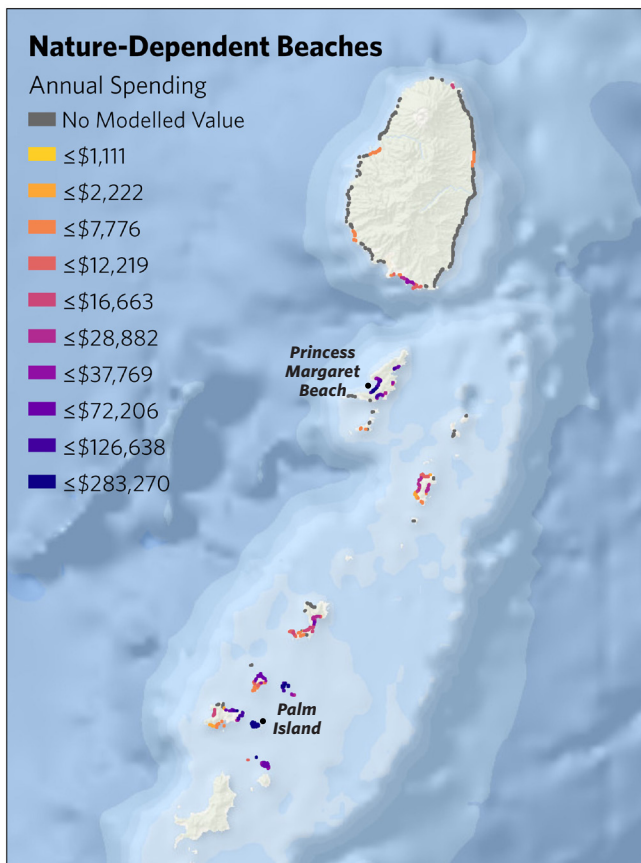 Nature-Dependent Beaches
Annual Spending
No Modelled Value
≤$1,111
≤$2,222
≤$7,776
≤$12,219
≤$16,663
≤$28,882
≤$37,769
≤$72,206
≤$126,638
≤$283,270
Princess
Margaret
Beach
Palm
Island